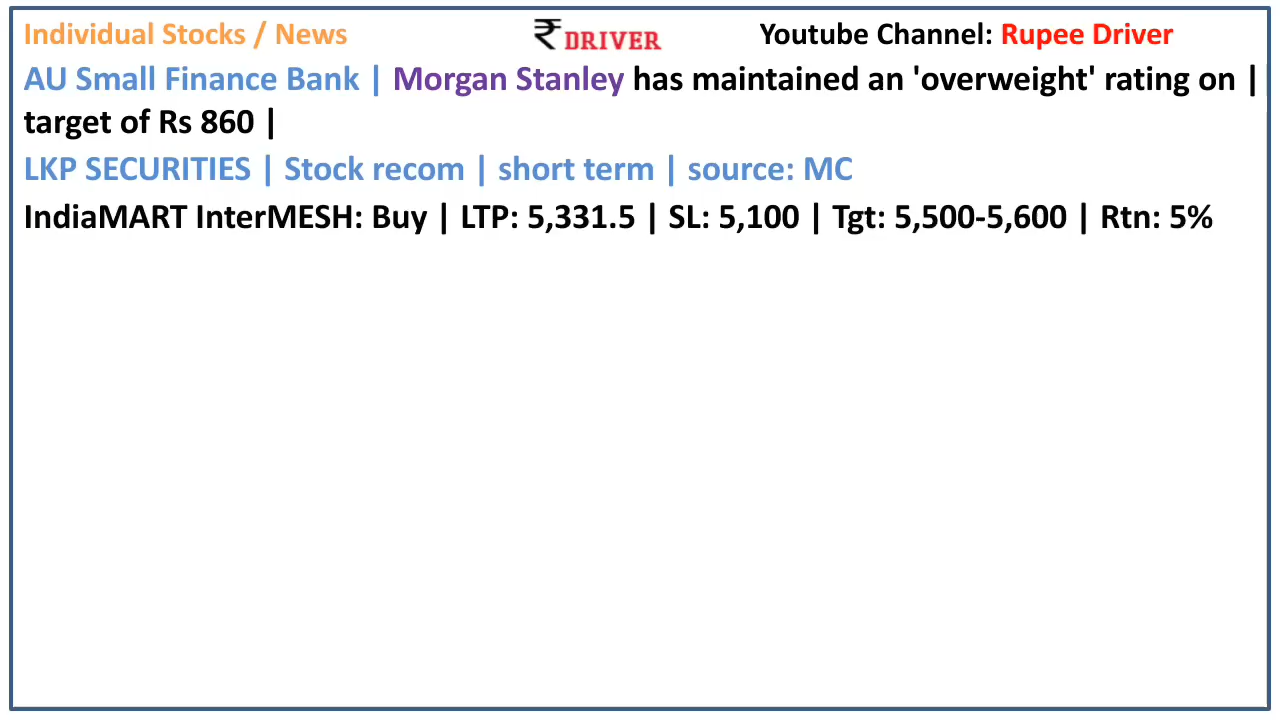 Individual Stocks / News
₹ DRIVER
Youtube Channel: Rupee Driver
AU Small Finance Bank | Morgan Stanley has maintained an 'overweight' rating on |
target of Rs 860 |
LKP SECURITIES | Stock recom | short term | source: MC
IndiaMART InterMESH: Buy | LTP: 5,331.5 | SL: 5,100 | Tgt: 5,500-5,600 | Rtn: 5%